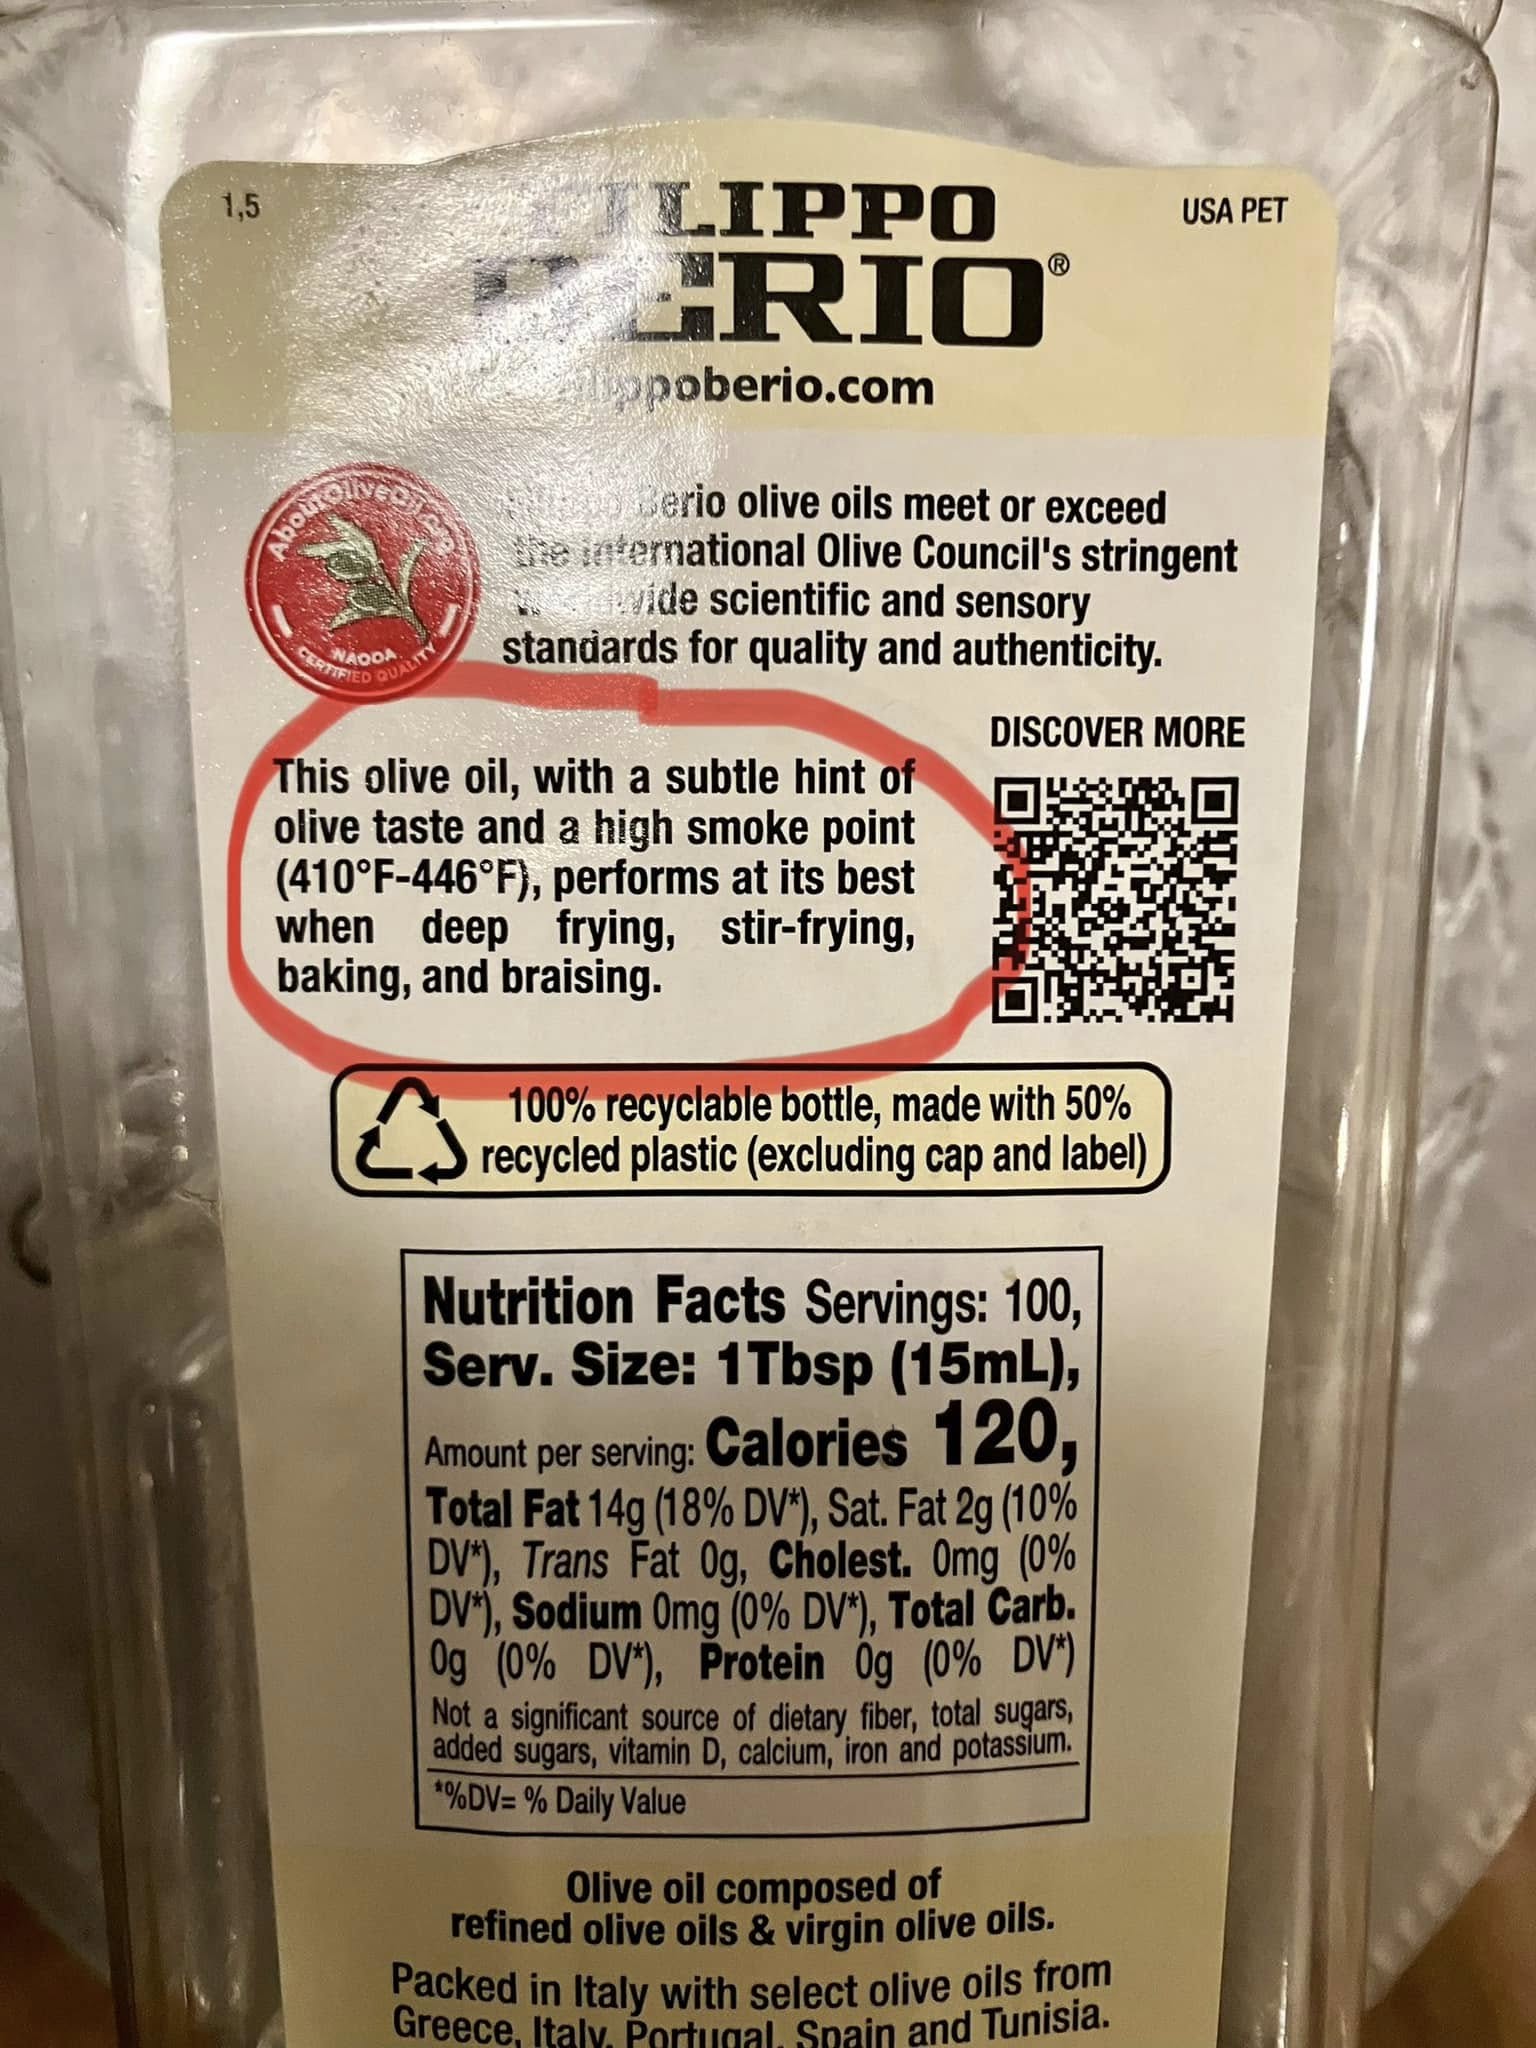 1,5
USA PET
LIPPO
ERIO®
ppoberio.com
AboutOliveOil.org
NAOOA
CERTIFIED QUALITY
Berio olive oils meet or exceed
the International Olive Council's stringent
scientific and sensory
standards for quality and authenticity.
DISCOVER MORE
This olive oil, with a subtle hint of
olive taste and a high smoke point
(410°F-446°F), performs at its best
when deep frying, stir-frying,
baking, and braising.
100% recyclable bottle, made with 50%
recycled plastic (excluding cap and label)
Nutrition Facts Servings: 100,
Serv. Size: 1Tbsp (15mL),
Amount per serving: Calories 120,
Total Fat 14g (18% DV*), Sat. Fat 2g (10%
DV*), Trans Fat 0g, Cholest. 0mg (0%
DV*), Sodium 0mg (0% DV*), Total Carb.
0g (0% DV*), Protein 0g (0% DV*)
Not a significant source of dietary fiber, total sugars,
added sugars, vitamin D, calcium, iron and potassium.
*%DV= % Daily Value
Olive oil composed of
refined olive oils & virgin olive oils.
Packed in Italy with select olive oils from
Greece, Italy, Portugal, Spain and Tunisia.